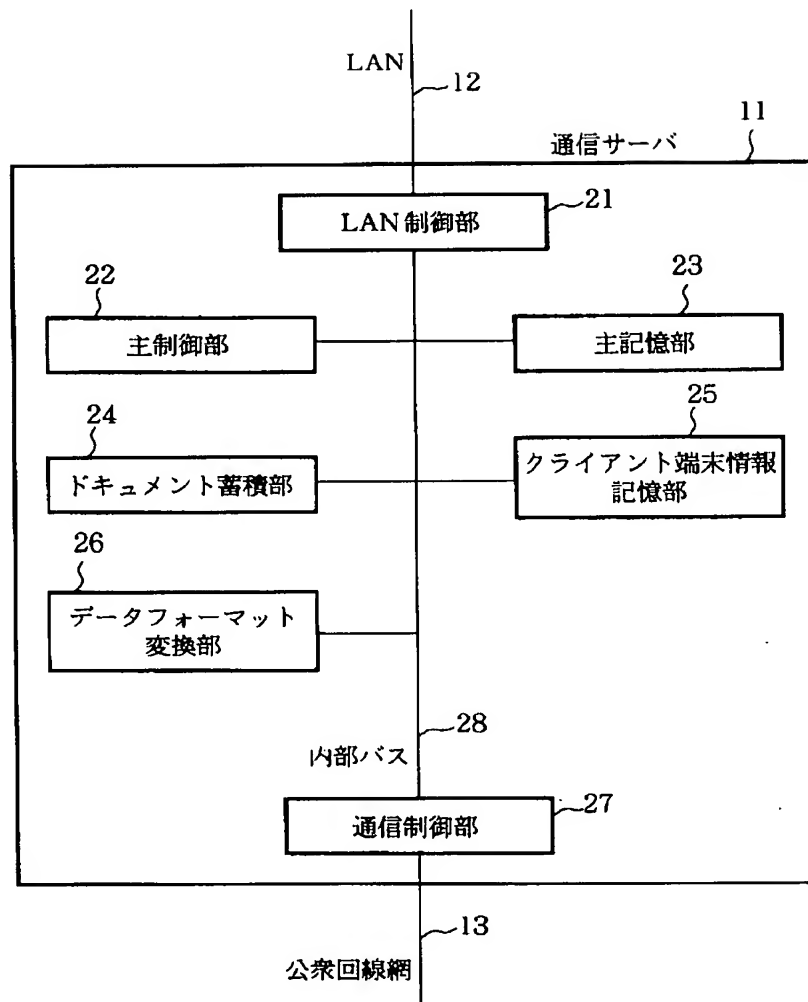 LAN
12
11
通信サーバ
21
LAN制御部
22
23
主制御部
主記憶部
24
25
ドキュメント蓄積部
クライアント端末情報
記憶部
26
データフォーマット
変換部
28
内部バス
27
通信制御部
13
公衆回線網